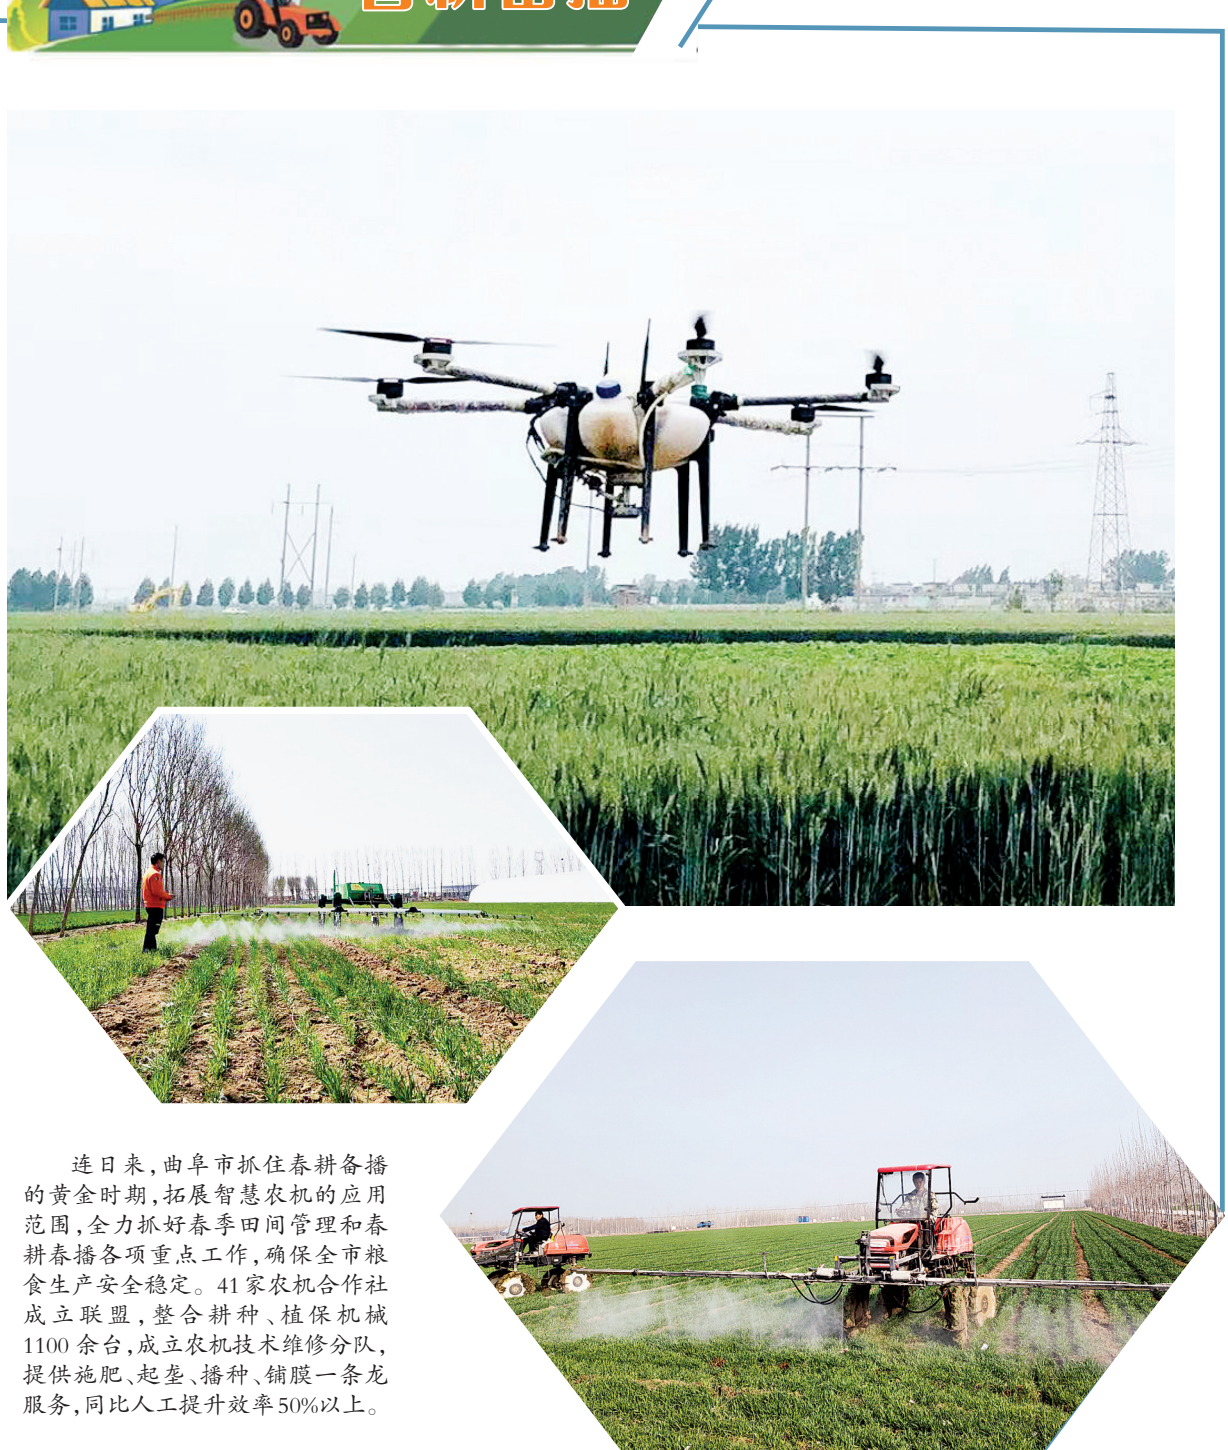 连日来,曲阜市抓住春耕备播
的黄金时期,拓展智慧农机的应用
范围,全力抓好春季田间管理和春
耕春播各项重点工作,确保全市粮
食生产安全稳定。41家农机合作社
成立联盟,整合耕种、植保机械
1100余台,成立农机技术维修分队,
提供施肥、起垄、播种、铺膜一条龙
服务,同比人工提升效率50%以上。